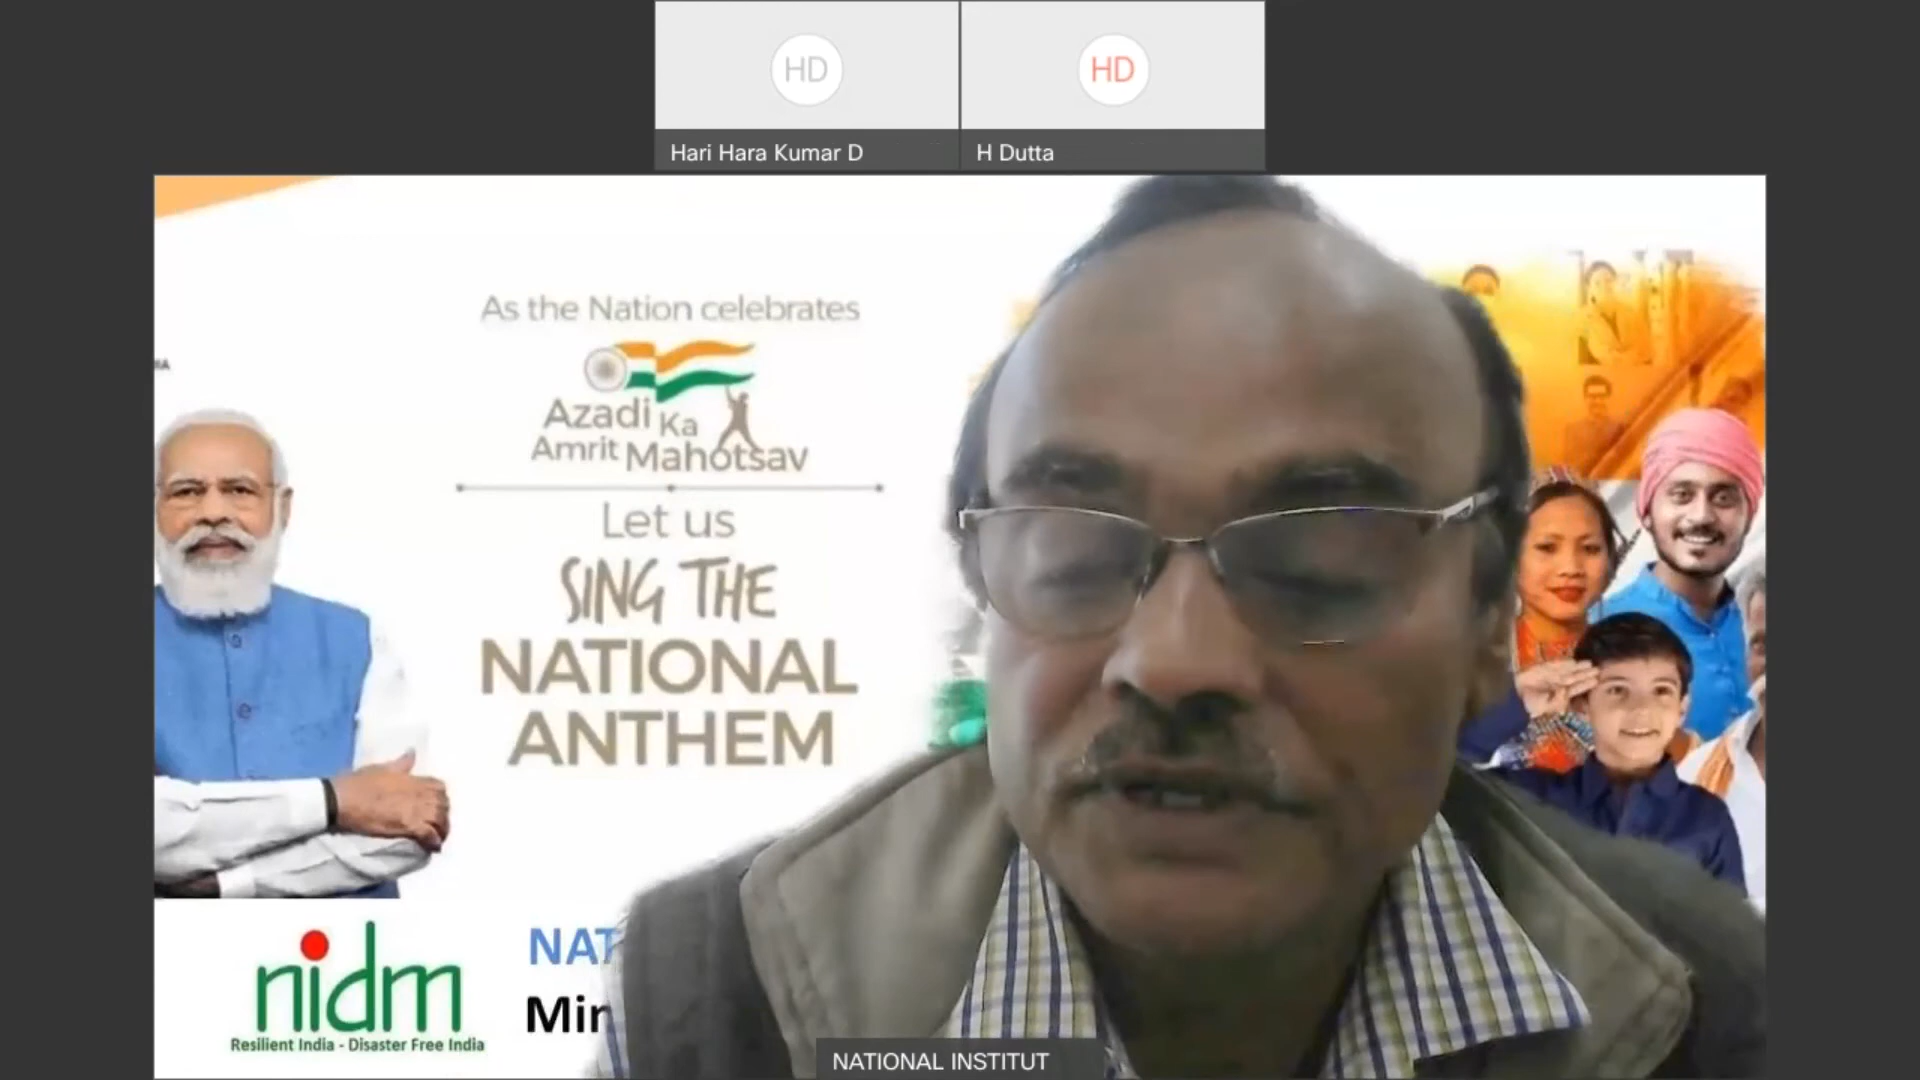 HD
HD
Hari Hara Kumar D
H Dutta
As the Nation celebrates
Azadi Ka
Amrit Mahotsav
Let us
SING THE
NATIONAL
ANTHEM
nidm
Resilient India - Disaster Free India
NAT
Min
NATIONAL INSTITUT